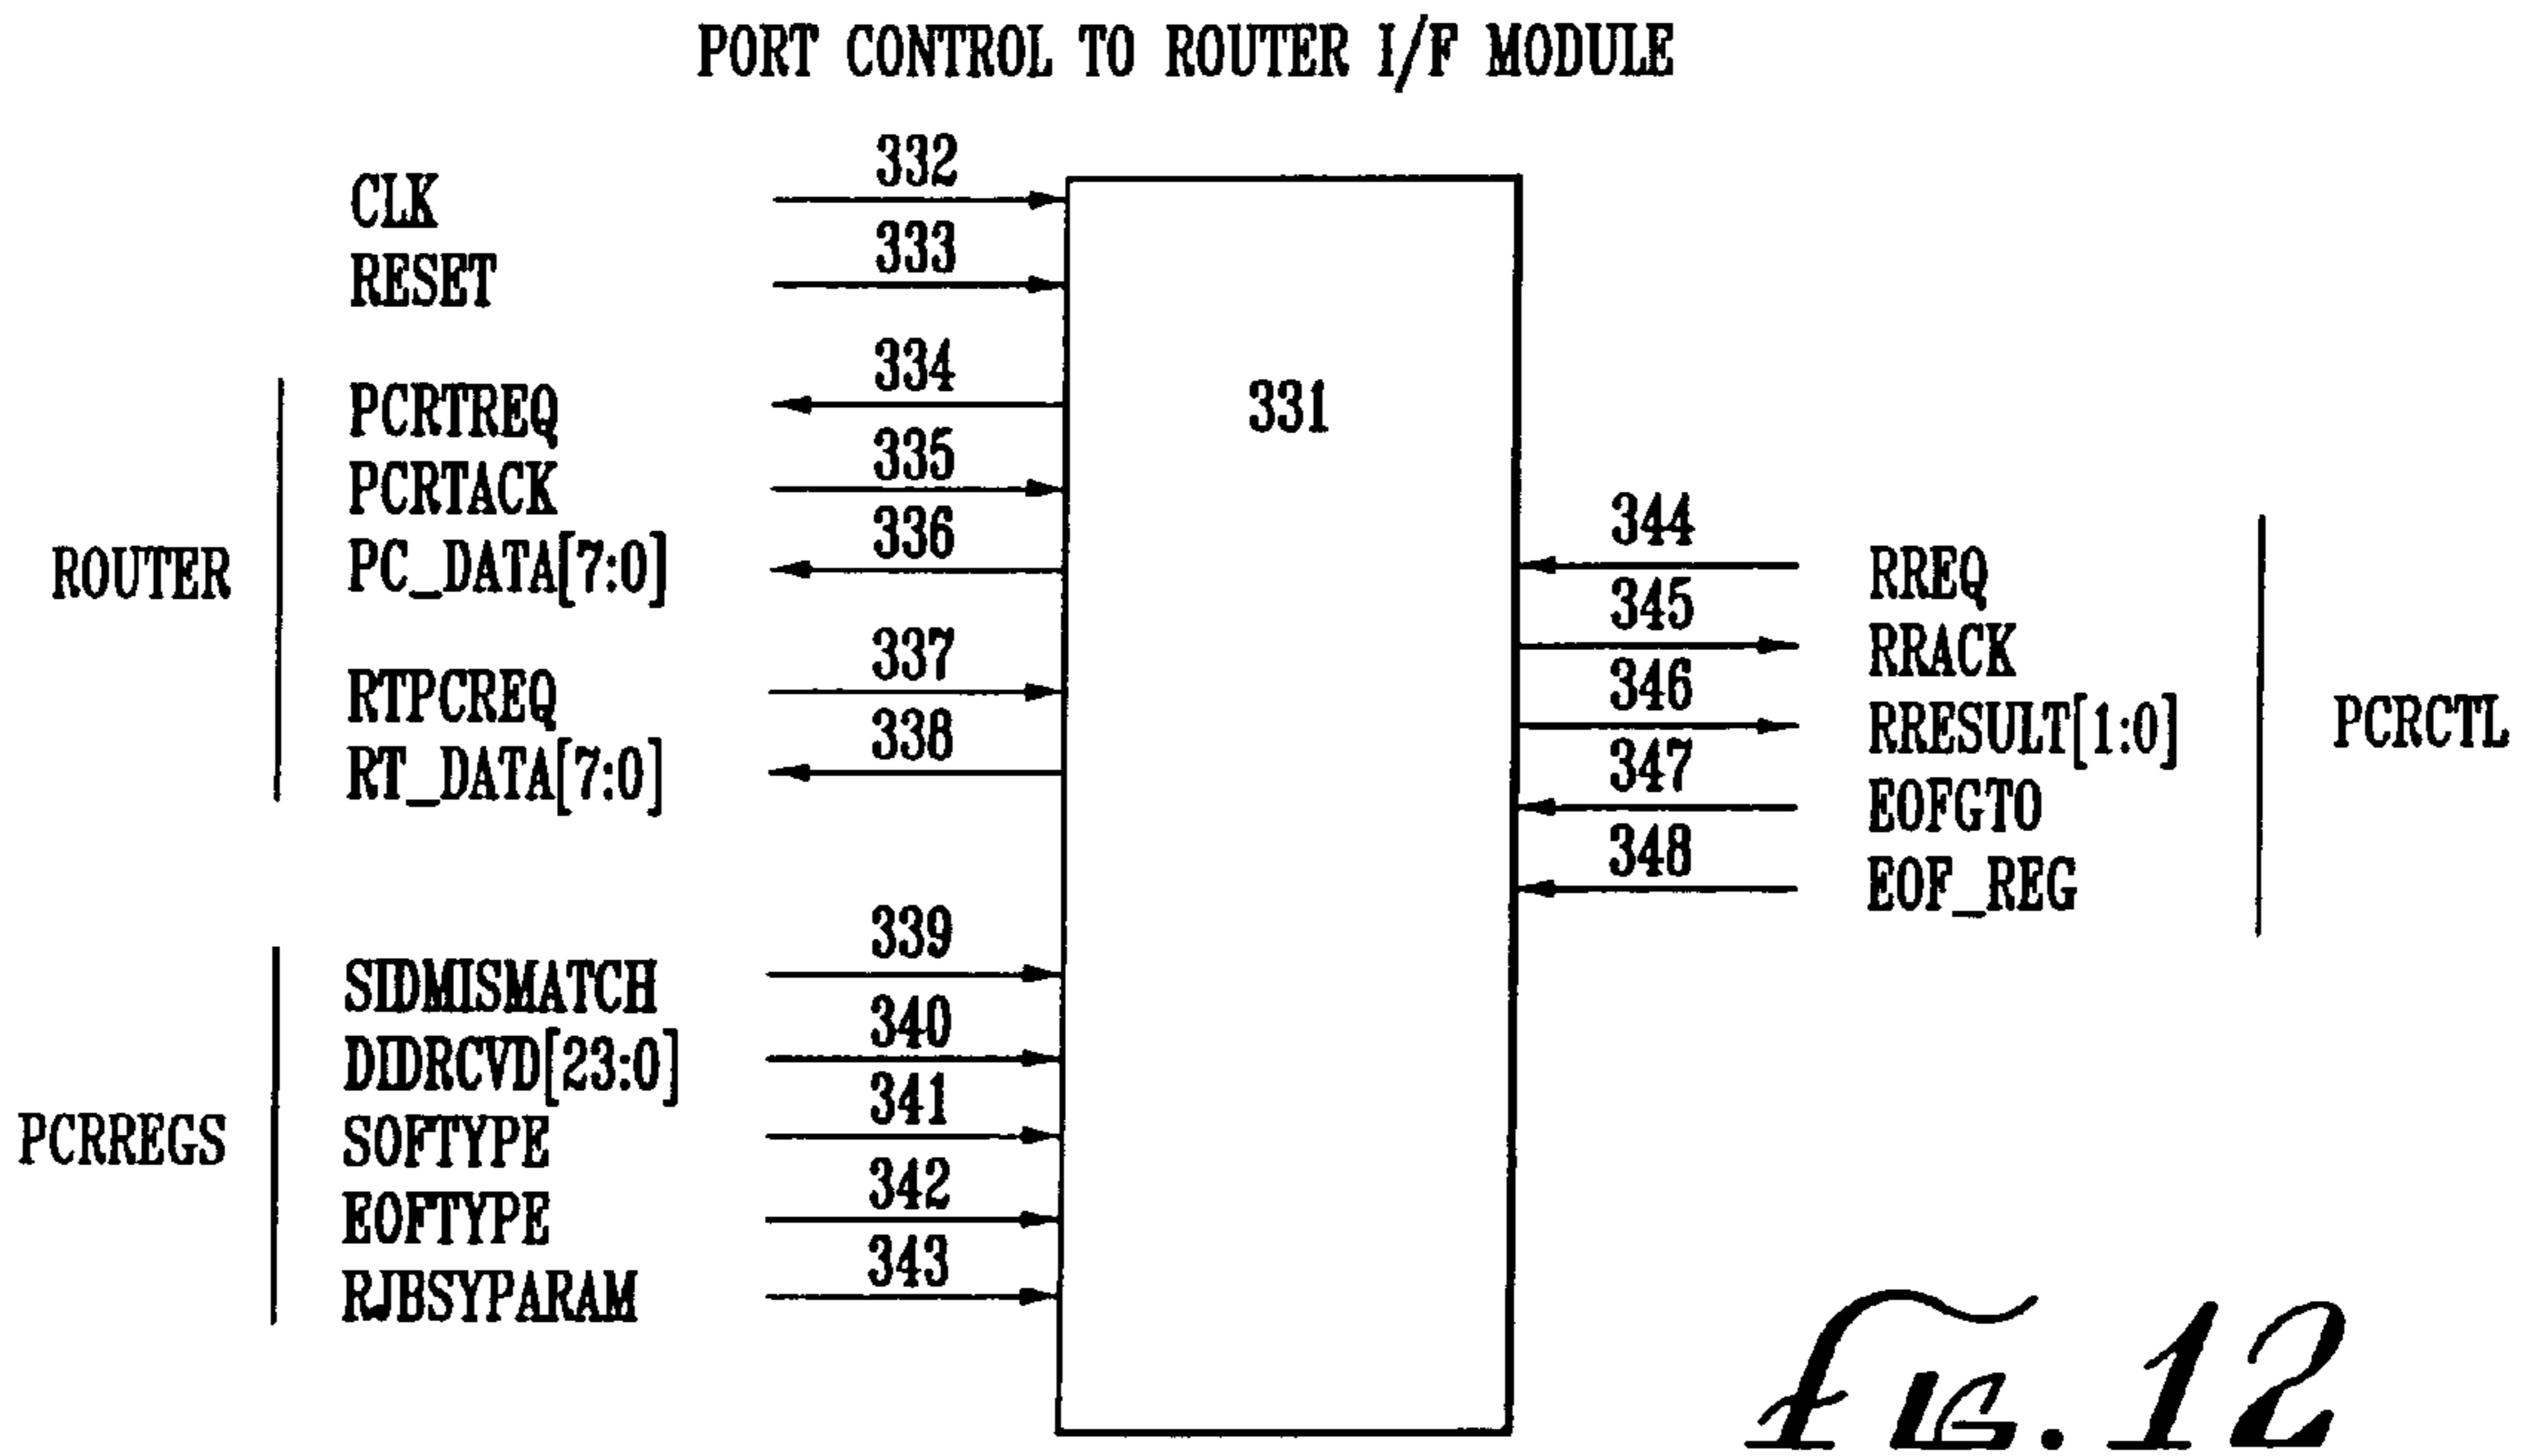 PORT CONTROL TO ROUTER I/F MODULE
CLK 332
RESET 333
331
ROUTER
PCRTREQ 334
PCRTACK 335
PC_DATA[7:0] 336
RTPCREQ 337
RT_DATA[7:0] 338
PCRREGS
SIDMISMATCH 339
DIDRCVD[23:0] 340
SOFTYPE 341
EOFTYPE 342
RJBSYPARAM 343
344 RREQ
345 RRACK
346 RRESULT[1:0]
347 EOFGTO
348 EOF_REG
PCRCTL
FIG. 12